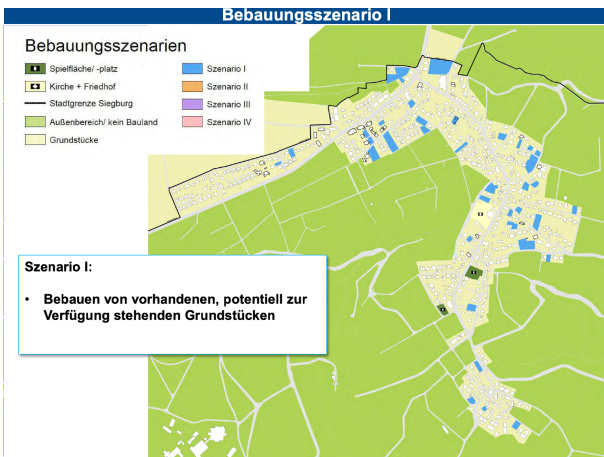 Bebauungsszenario I
Bebauungsszenarien
Spielfläche/ -platz
Kirche + Friedhof
Stadtgrenze Siegburg
Außenbereich/ kein Bauland
Grundstücke
Szenario I
Szenario II
Szenario III
Szenario IV
Szenario I:
• Bebauen von vorhandenen, potentiell zur
Verfügung stehenden Grundstücken